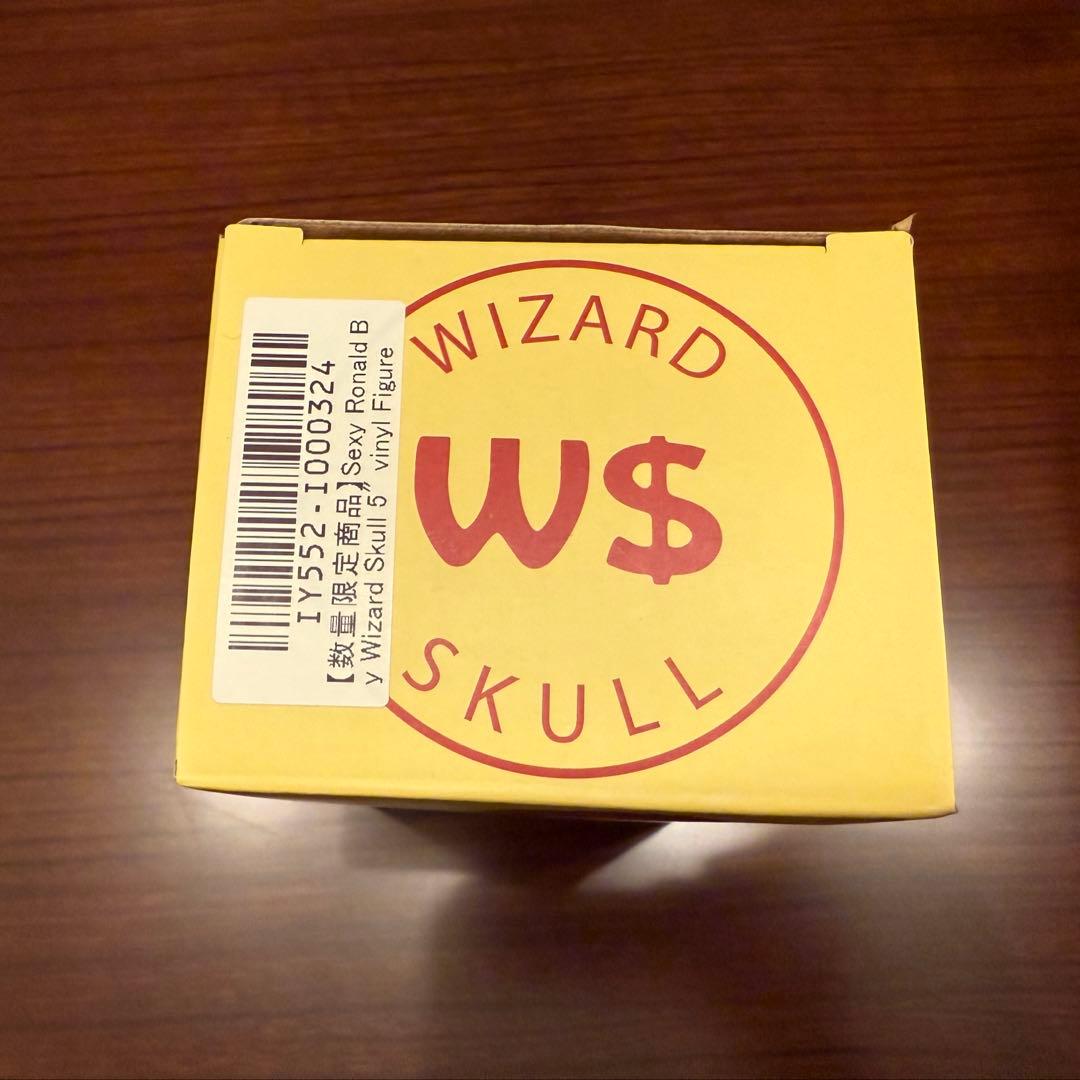 WIZARD
W$
SKULL
IY552-I000324
【数量限定商品】Sexy Ronald B
y Wizard Skull 5″ vinyl Figure